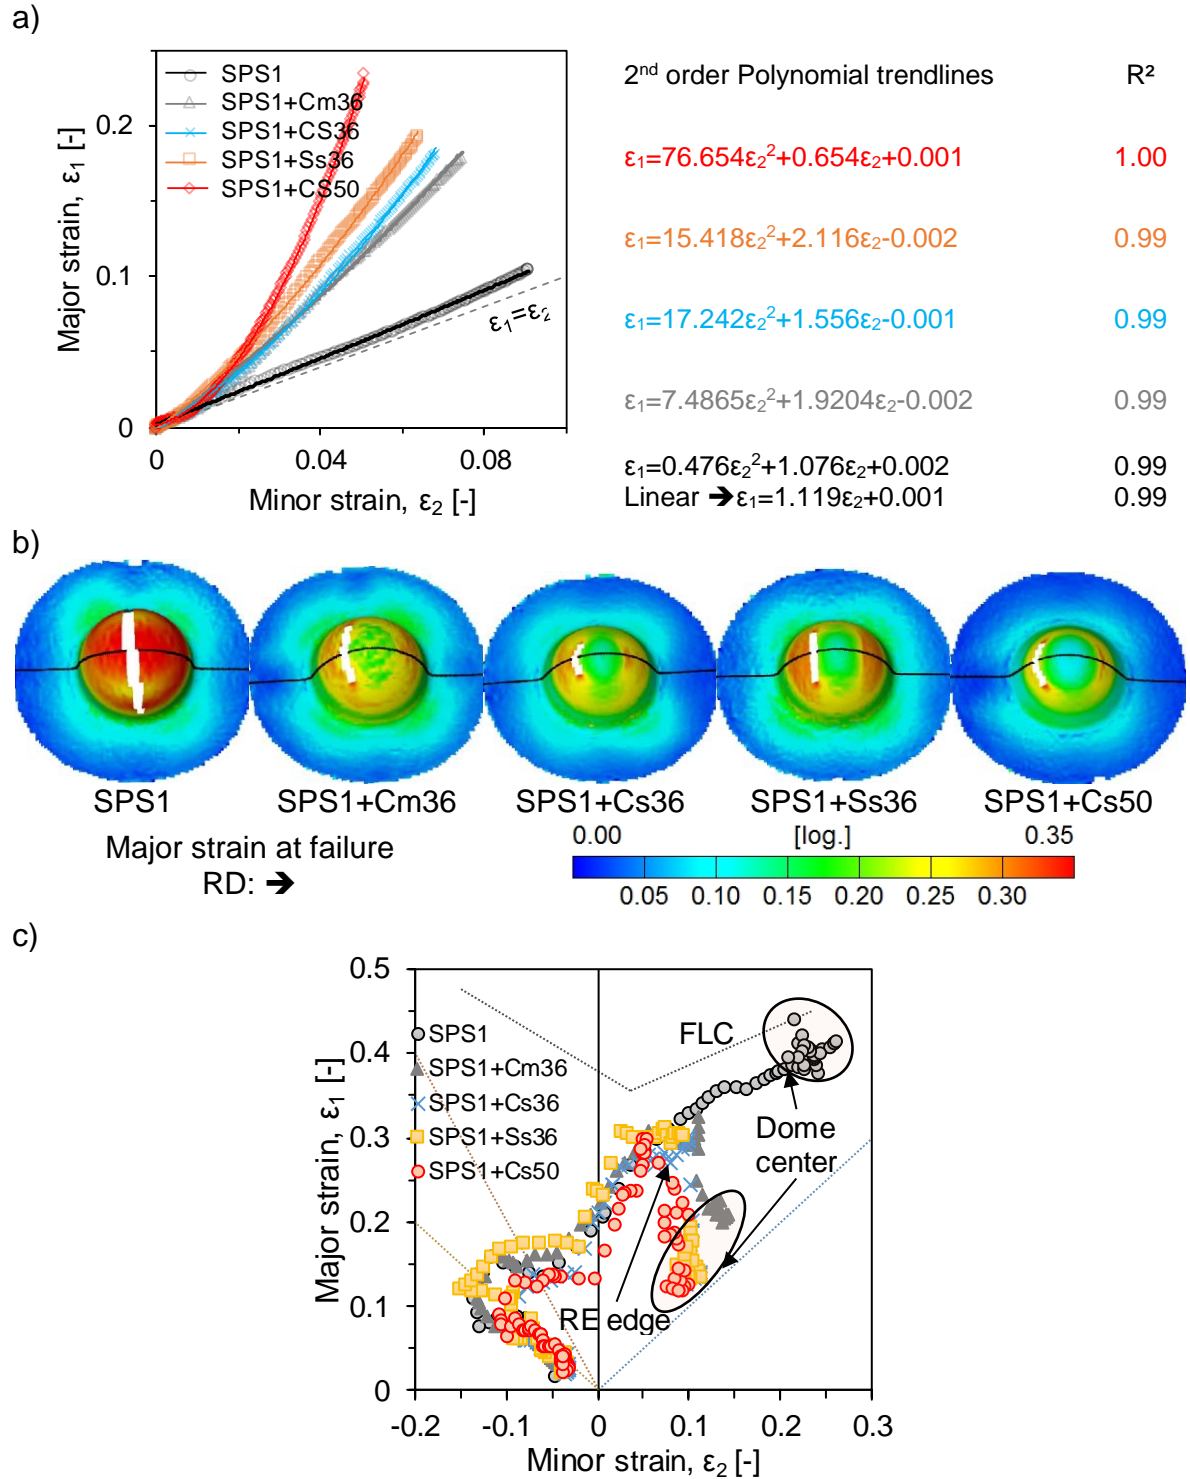 a)
SPS1
SPS1+Cm36
SPS1+CS36
SPS1+Ss36
SPS1+CS50
0.2
0.1
0
0 0.04 0.08
Major strain, ε₁ [-]
Minor strain, ε₂ [-]
ε₁=ε₂
2ⁿᵈ order Polynomial trendlines R²
ε₁=76.654ε₂²+0.654ε₂+0.001 1.00
ε₁=15.418ε₂²+2.116ε₂-0.002 0.99
ε₁=17.242ε₂²+1.556ε₂-0.001 0.99
ε₁=7.4865ε₂²+1.9204ε₂-0.002 0.99
ε₁=0.476ε₂²+1.076ε₂+0.002 0.99
Linear ➔ε₁=1.119ε₂+0.001 0.99
b)
SPS1 SPS1+Cm36 SPS1+Cs36 SPS1+Ss36 SPS1+Cs50
Major strain at failure
RD: ➔
0.00 [log.] 0.35
0.05 0.10 0.15 0.20 0.25 0.30
c)
0.5
0.4
0.3
0.2
0.1
0
Major strain, ε₁ [-]
SPS1
SPS1+Cm36
SPS1+Cs36
SPS1+Ss36
SPS1+Cs50
FLC
Dome
center
RE edge
-0.2 -0.1 0 0.1 0.2 0.3
Minor strain, ε₂ [-]